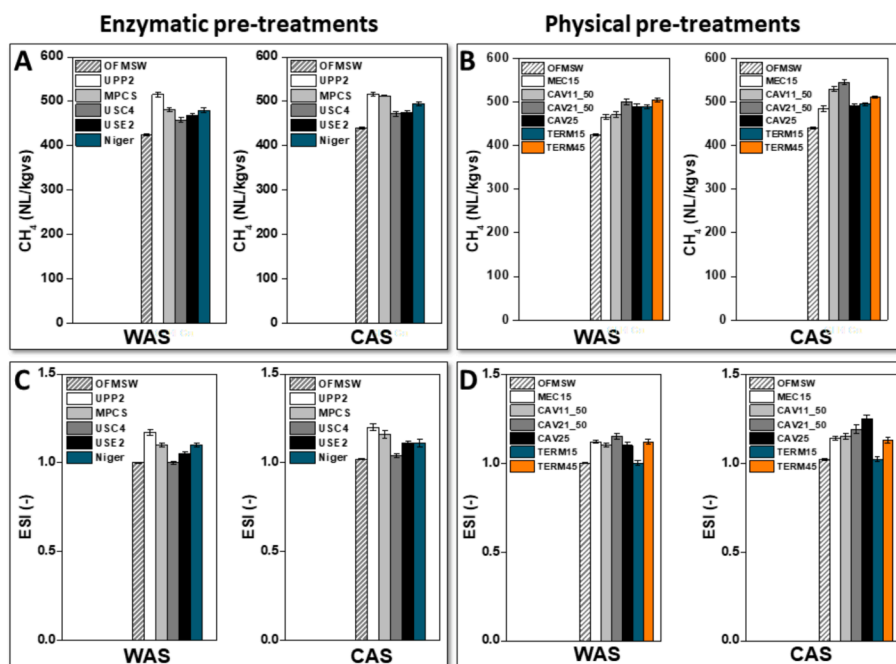 Enzymatic pre-treatments
Physical pre-treatments
A
CH4 (NL/kgvs)
600
500
400
300
200
100
0
OFMSW
UPP2
MPCS
USC4
USE2
Niger
WAS
CH4 (NL/kgvs)
600
500
400
300
200
100
0
OFMSW
UPP2
MPCS
USC4
USE2
Niger
CAS
B
CH4 (NL/kgvs)
600
500
400
300
200
100
0
OFMSW
MEC15
CAV11_50
CAV21_50
CAV25
TERM15
TERM45
WAS
CH4 (NL/kgvs)
600
500
400
300
200
100
0
OFMSW
MEC15
CAV11_50
CAV21_50
CAV25
TERM15
TERM45
CAS
C
ESI (-)
1.5
1.0
0.5
0.0
OFMSW
UPP2
MPCS
USC4
USE2
Niger
WAS
ESI (-)
1.5
1.0
0.5
0.0
OFMSW
UPP2
MPCS
USC4
USE2
Niger
CAS
D
ESI (-)
1.5
1.0
0.5
0.0
OFMSW
MEC15
CAV11_50
CAV21_50
CAV25
TERM15
TERM45
WAS
ESI (-)
1.5
1.0
0.5
0.0
OFMSW
MEC15
CAV11_50
CAV21_50
CAV25
TERM15
TERM45
CAS